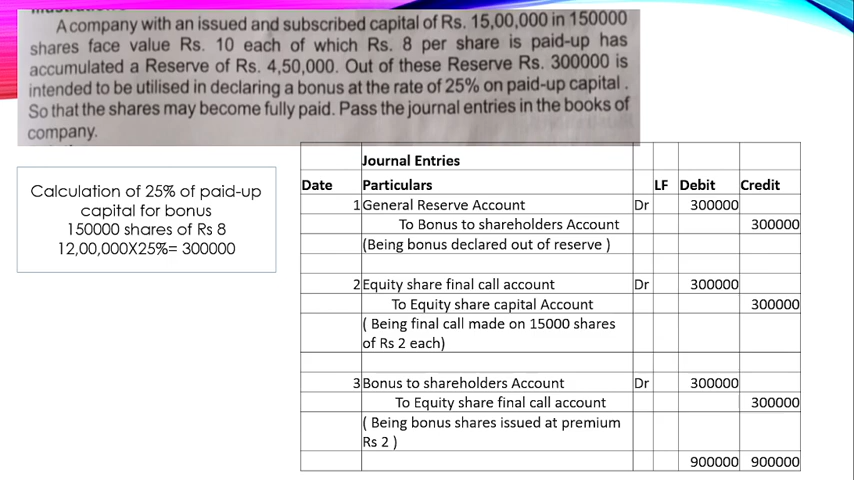 A company with an issued and subscribed capital of Rs. 15,00,000 in 150000
shares face value Rs. 10 each of which Rs. 8 per share is paid-up has
accumulated a Reserve of Rs. 4,50,000. Out of these Reserve Rs. 300000 is
intended to be utilised in declaring a bonus at the rate of 25% on paid-up capital .
So that the shares may become fully paid. Pass the journal entries in the books of
company.
Calculation of 25% of paid-up
capital for bonus
150000 shares of Rs 8
12,00,000X25%= 300000
Journal Entries
Date Particulars LF Debit Credit
1 General Reserve Account Dr 300000
To Bonus to shareholders Account 300000
(Being bonus declared out of reserve )
2 Equity share final call account Dr 300000
To Equity share capital Account 300000
( Being final call made on 15000 shares
of Rs 2 each)
3 Bonus to shareholders Account Dr 300000
To Equity share final call account 300000
( Being bonus shares issued at premium
Rs 2 )
900000 900000